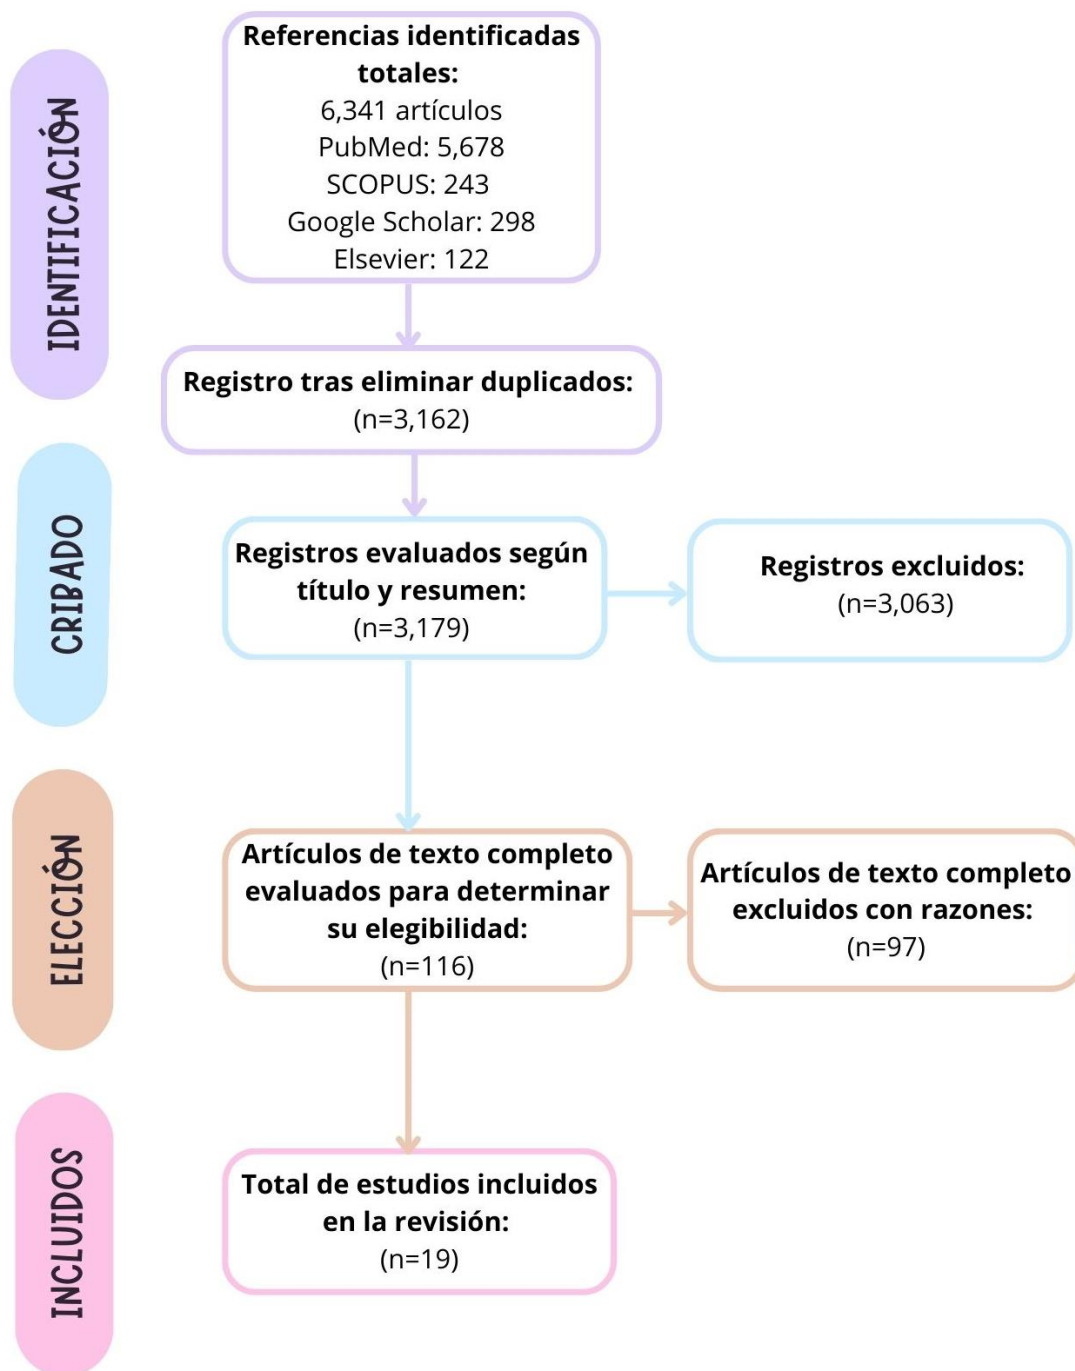 IDENTIFICACIÓN
Referencias identificadas
totales:
6,341 artículos
PubMed: 5,678
SCOPUS: 243
Google Scholar: 298
Elsevier: 122
Registro tras eliminar duplicados:
(n=3,162)
CRIBADO
Registros evaluados según
título y resumen:
(n=3,179)
Registros excluidos:
(n=3,063)
ELECCIÓN
Artículos de texto completo
evaluados para determinar
su elegibilidad:
(n=116)
Artículos de texto completo
excluidos con razones:
(n=97)
INCLUIDOS
Total de estudios incluidos
en la revisión:
(n=19)